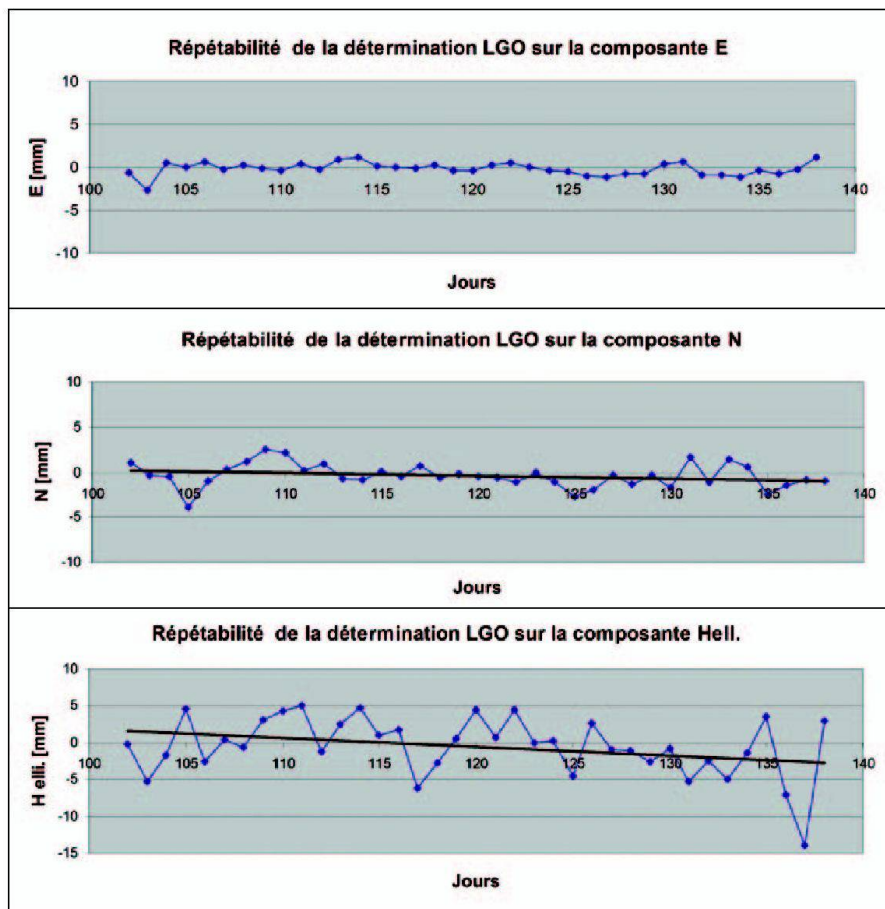 Répétabilité de la détermination LGO sur la composante E
10
5
0
-5
-10
100 105 110 115 120 125 130 135 140
E [mm]
Jours
Répétabilité de la détermination LGO sur la composante N
10
5
0
-5
-10
100 105 110 115 120 125 130 135 140
N [mm]
Jours
Répétabilité de la détermination LGO sur la composante Hell.
10
5
0
-5
-10
-15
100 105 110 115 120 125 130 135 140
H elli. [mm]
Jours